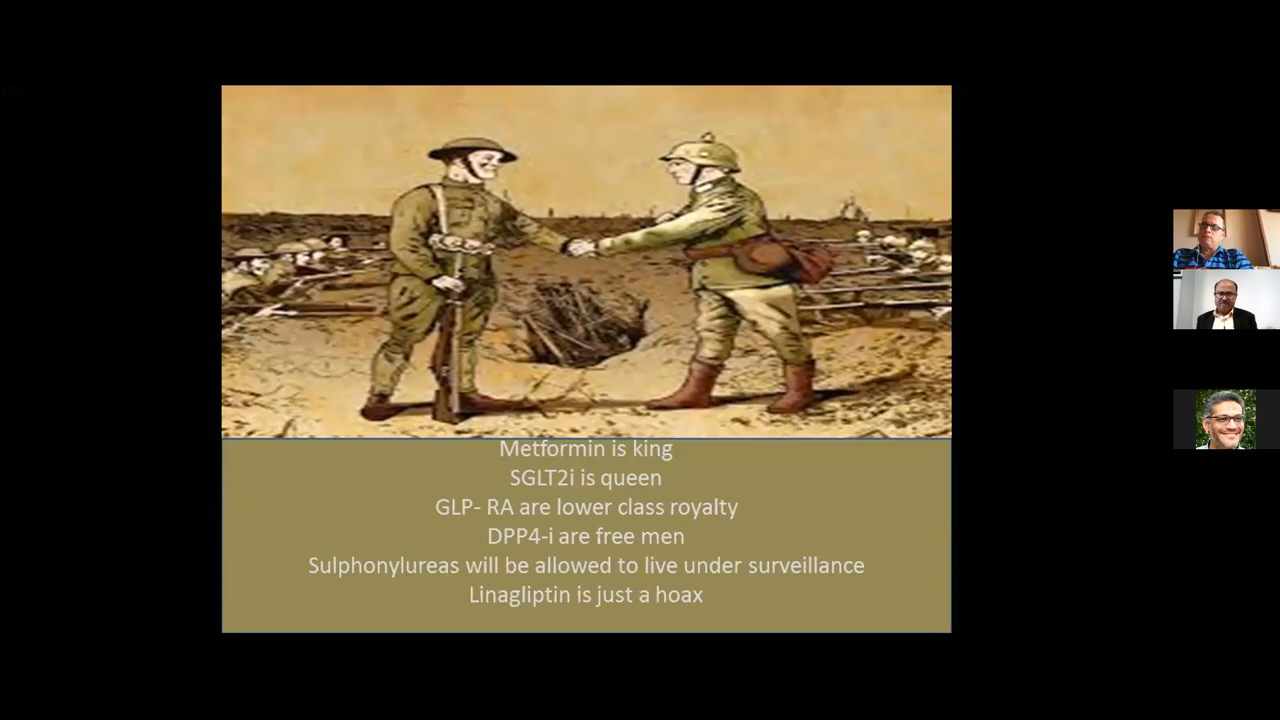 Metformin is king
SGLT2i is queen
GLP- RA are lower class royalty
DPP4-i are free men
Sulphonylureas will be allowed to live under surveillance
Linagliptin is just a hoax